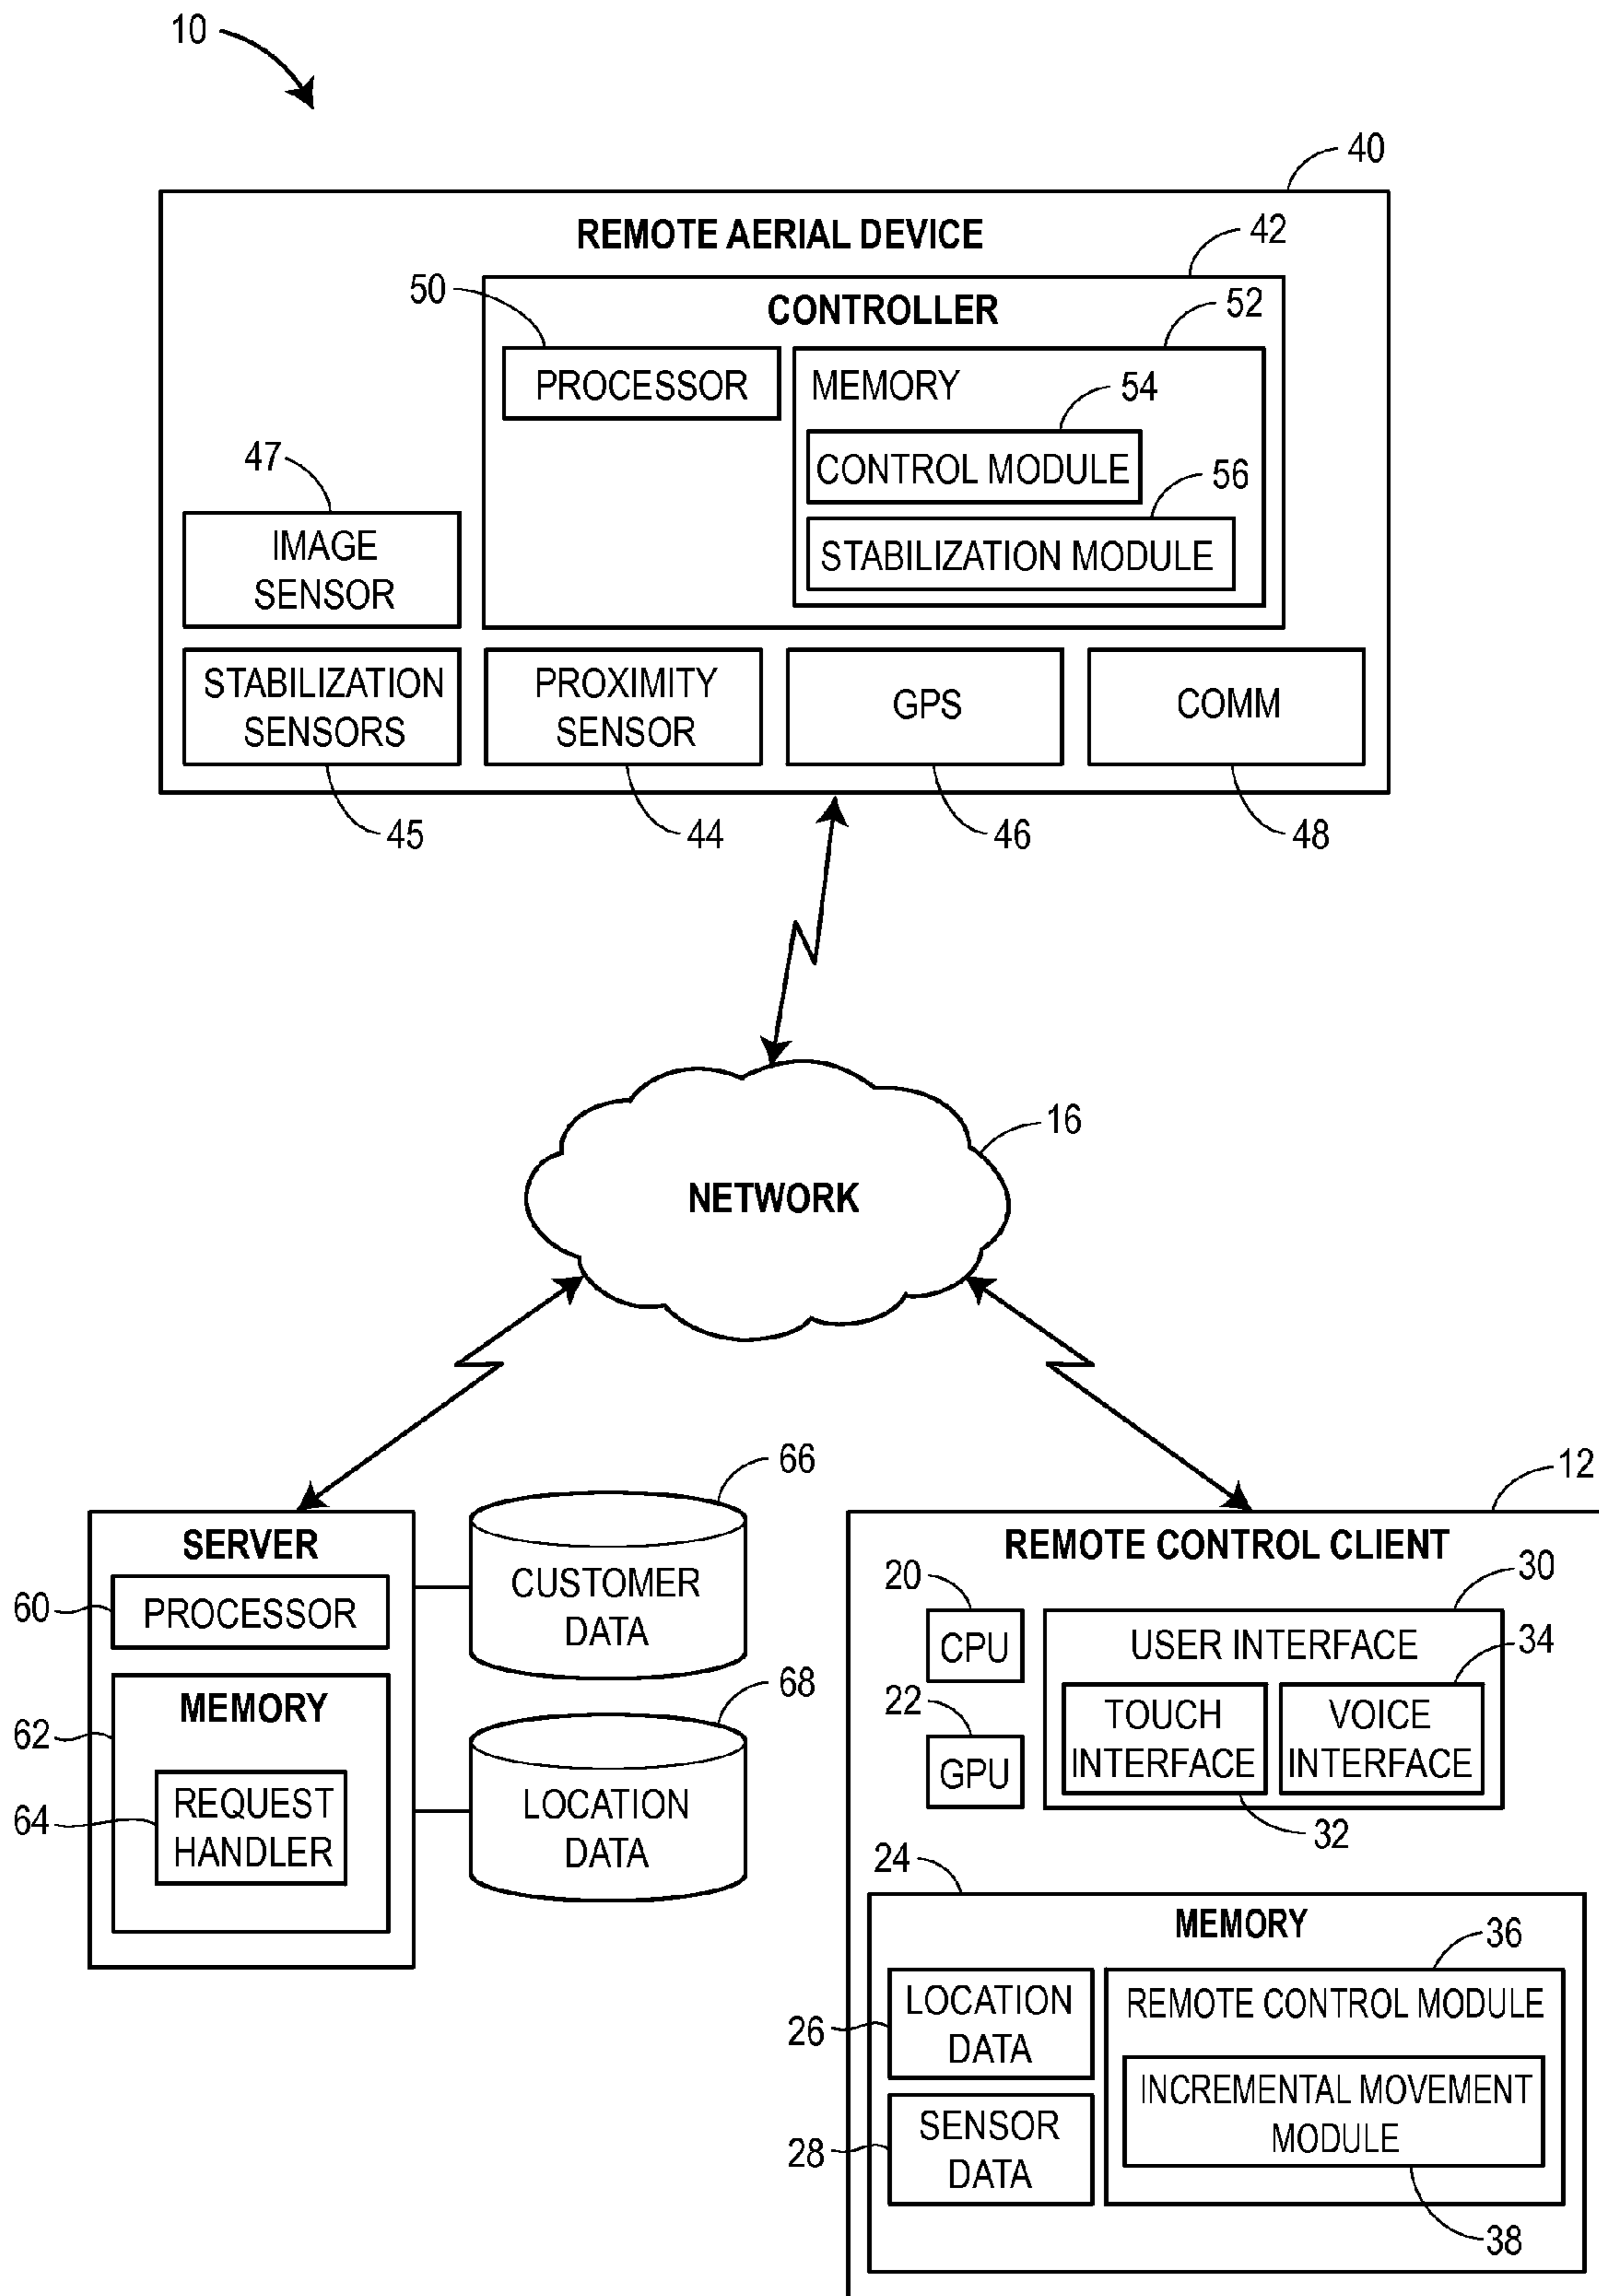 10
40
REMOTE AERIAL DEVICE
42
50
CONTROLLER
52
PROCESSOR
MEMORY
54
CONTROL MODULE
56
STABILIZATION MODULE
47
IMAGE
SENSOR
STABILIZATION
SENSORS
PROXIMITY
SENSOR
GPS
COMM
45
44
46
48
16
NETWORK
66
SERVER
60
PROCESSOR
CUSTOMER
DATA
68
62
MEMORY
64
REQUEST
HANDLER
LOCATION
DATA
12
REMOTE CONTROL CLIENT
20
CPU
30
USER INTERFACE
34
22
GPU
TOUCH
INTERFACE
VOICE
INTERFACE
32
24
MEMORY
36
26
LOCATION
DATA
REMOTE CONTROL MODULE
28
SENSOR
DATA
INCREMENTAL MOVEMENT
MODULE
38